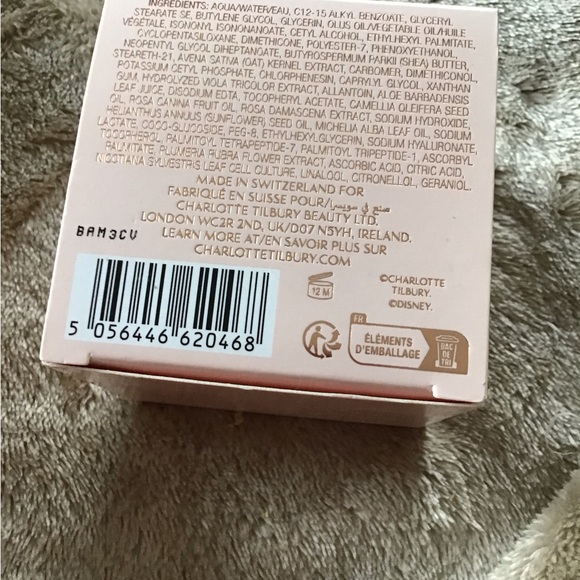 INGREDIENTS: AQUA/WATER/EAU, C12-15 ALKYL BENZOATE, GLYCERYL
STEARATE SE, BUTYLENE GLYCOL, GLYCERIN, OLUS OIL/VEGETABLE OIL/HUILE
VÉGÉTALE, ISONONYL ISONONANOATE, CETYL ALCOHOL, ETHYLHEXYL PALMITATE,
CYCLOPENTASILOXANE, DIMETHICONE, POLYESTER-7, PHENOXYETHANOL,
NEOPENTYL GLYCOL DIHEPTANOATE, BUTYROSPERMUM PARKII (SHEA) BUTTER,
STEARETH-21, AVENA SATIVA (OAT) KERNEL EXTRACT, CARBOMER, DIMETHICONOL,
POTASSIUM CETYL PHOSPHATE, CHLORPHENESIN, CAPRYLYL GLYCOL, XANTHAN
GUM, HYDROLYZED VIOLA TRICOLOR EXTRACT, ALLANTOIN, ALOE BARBADENSIS
LEAF JUICE, DISODIUM EDTA, TOCOPHERYL ACETATE, CAMELLIA OLEIFERA SEED
OIL, ROSA CANINA FRUIT OIL, ROSA DAMASCENA EXTRACT, SODIUM HYDROXIDE,
HELIANTHUS ANNUUS (SUNFLOWER) SEED OIL, MICHELIA ALBA LEAF OIL, SODIUM
LACTATE, COCO-GLUCOSIDE, PEG-8, ETHYLHEXYLGLYCERIN, SODIUM HYALURONATE,
TOCOPHEROL, PALMITOYL TETRAPEPTIDE-7, PALMITOYL TRIPEPTIDE-1, ASCORBYL
PALMITATE, PLUMERIA RUBRA FLOWER EXTRACT, ASCORBIC ACID, CITRIC ACID,
NICOTIANA SYLVESTRIS LEAF CELL CULTURE, LINALOOL, CITRONELLOL, GERANIOL.
MADE IN SWITZERLAND FOR
FABRIQUÉ EN SUISSE POUR/صنع في سويسرا
CHARLOTTE TILBURY BEAUTY LTD.
LONDON WC2R 2ND, UK/D07 N5YH, IRELAND.
LEARN MORE AT/EN SAVOIR PLUS SUR
CHARLOTTETILBURY.COM
BAM3CV
5 056446 620468
12 M
©CHARLOTTE
TILBURY.
©DISNEY.
FR
ÉLÉMENTS
D'EMBALLAGE
BAC
DE
TRI